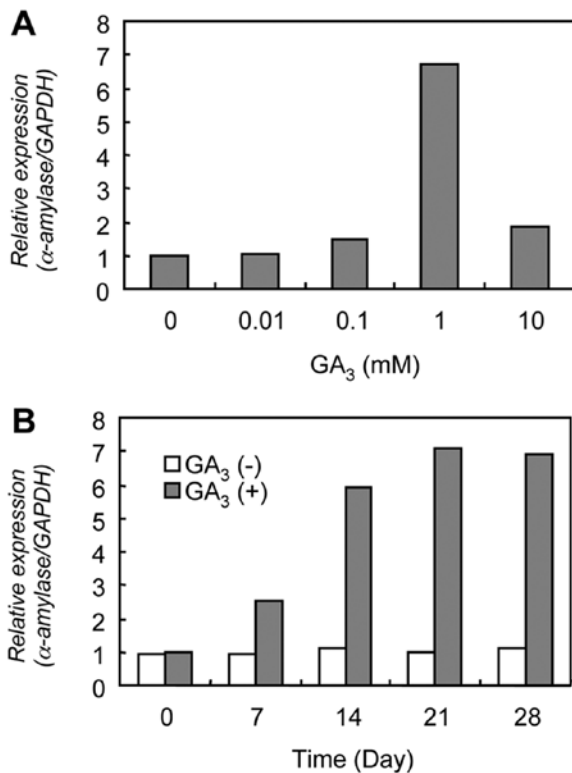 A
Relative expression
(α-amylase/GAPDH)
8
7
6
5
4
3
2
1
0
0 0.01 0.1 1 10
GA₃ (mM)
B
Relative expression
(α-amylase/GAPDH)
8
7
6
5
4
3
2
1
0
GA₃ (-)
GA₃ (+)
0 7 14 21 28
Time (Day)